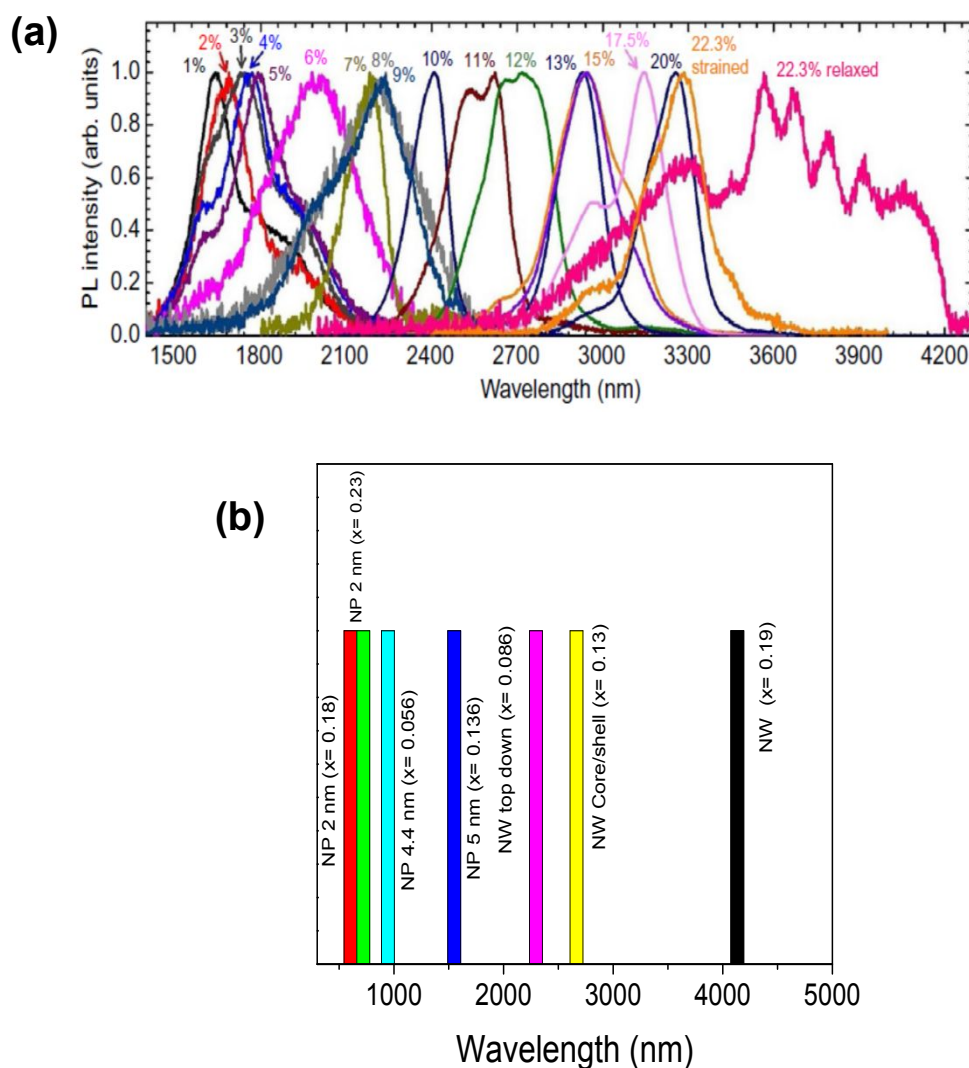 (a)
1%
2%
3%
4%
5%
6%
7%
8%
9%
10%
11%
12%
13%
15%
17.5%
20%
22.3%
strained
22.3% relaxed
PL intensity (arb. units)
1.0
0.8
0.6
0.4
0.2
0.0
1500 1800 2100 2400 2700 3000 3300 3600 3900 4200
Wavelength (nm)
(b)
NP 2 nm (x= 0.18)
NP 2 nm (x= 0.23)
NP 4.4 nm (x= 0.056)
NP 5 nm (x= 0.136)
NW top down (x= 0.086)
NW Core/shell (x= 0.13)
NW (x= 0.19)
1000 2000 3000 4000 5000
Wavelength (nm)